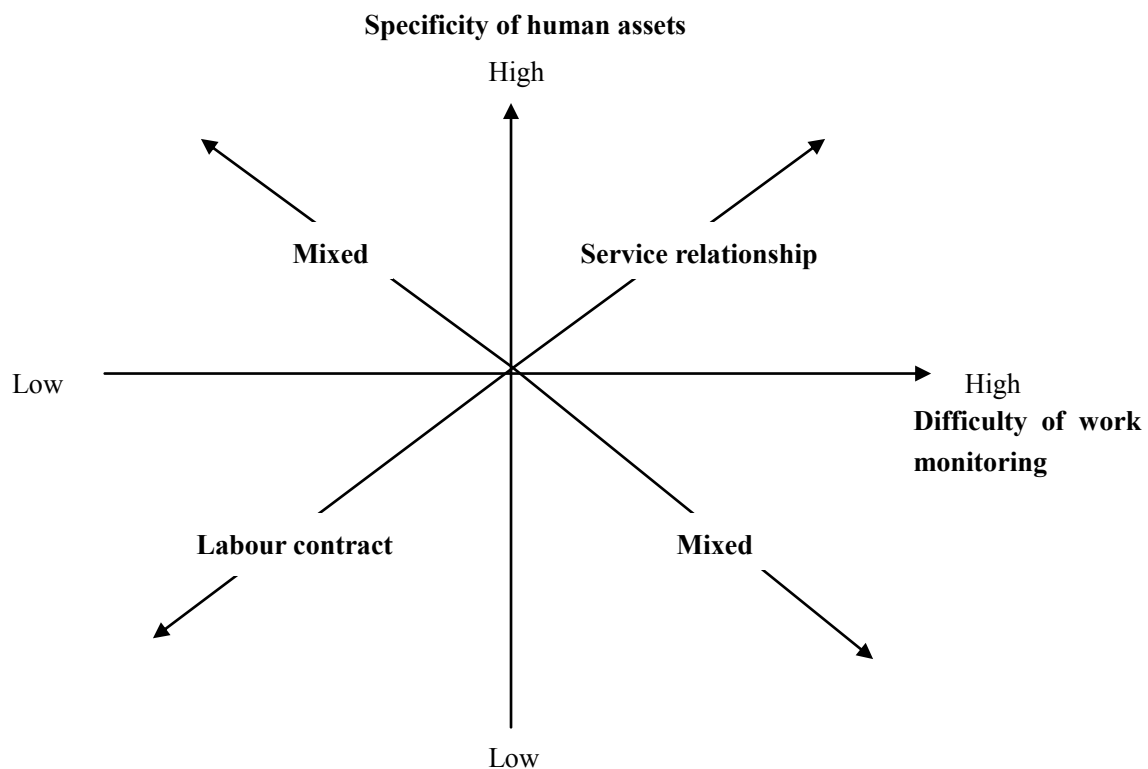 Specificity of human assets
High
Mixed
Service relationship
Low
High
Difficulty of work
monitoring
Labour contract
Mixed
Low